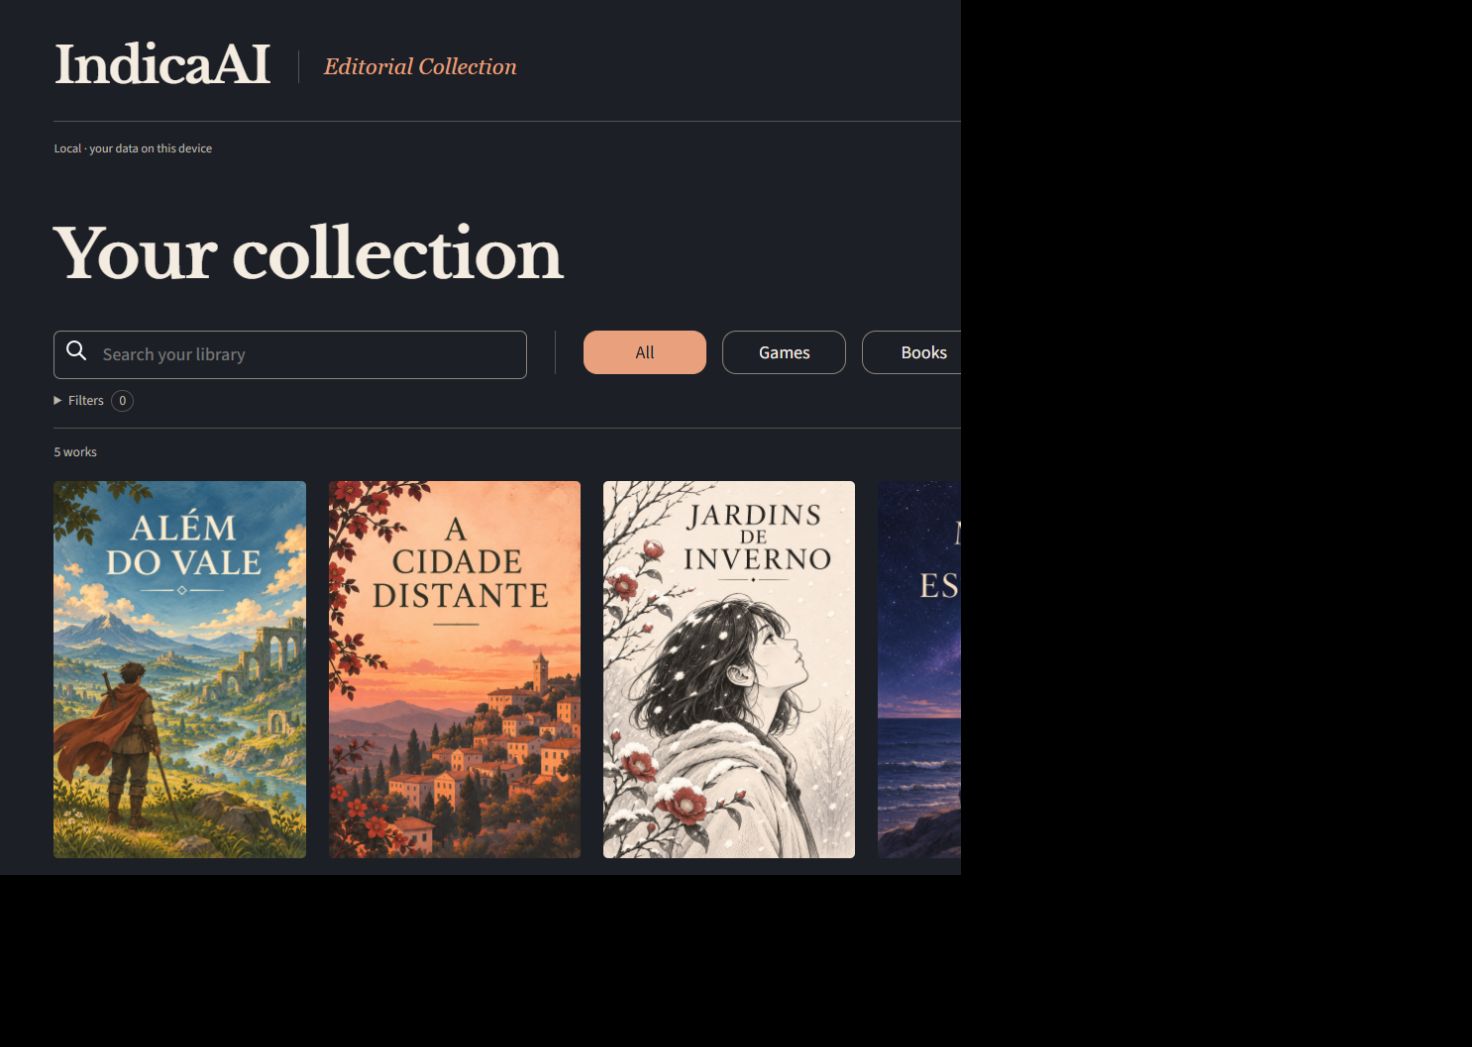 IndicaAI
Editorial Collection
Local · your data on this device
Your collection
Search your library
All
Games
Books
Filters
0
5 works
ALÉM
DO VALE
A
CIDADE
DISTANTE
JARDINS
DE
INVERNO